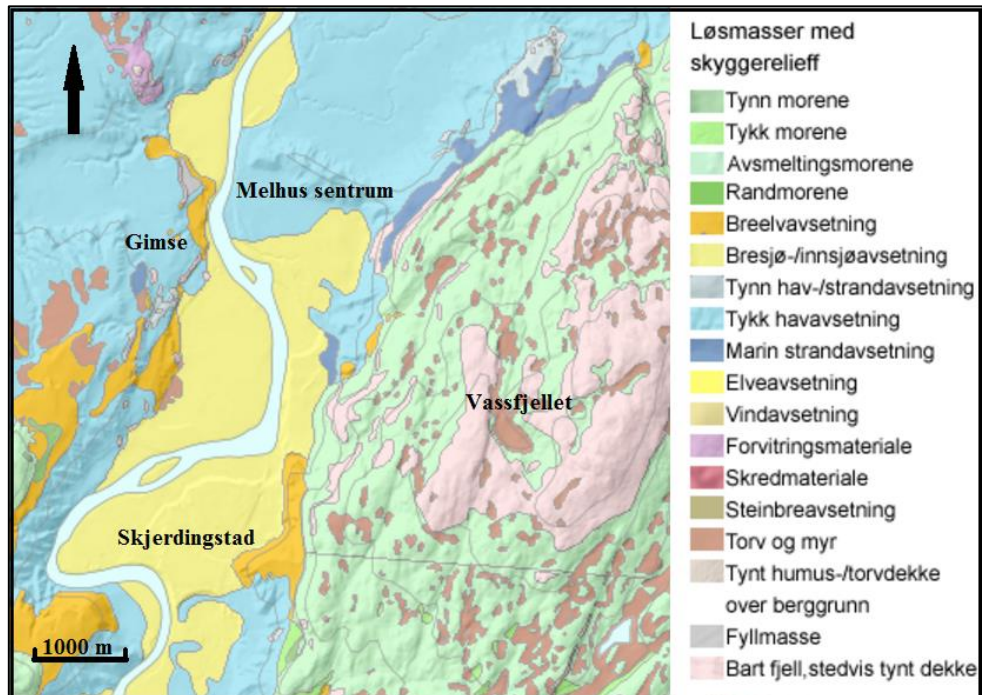 Melhus sentrum
Gimse
Vassfjellet
Skjerdingstad
1000 m
Løsmasser med
skyggerelieff
Tynn morene
Tykk morene
Avsmeltingsmorene
Randmorene
Breelvavsetning
Bresjø-/innsjøavsetning
Tynn hav-/strandavsetning
Tykk havavsetning
Marin strandavsetning
Elveavsetning
Vindavsetning
Forvitringsmateriale
Skredmateriale
Steinbreavsetning
Torv og myr
Tynt humus-/torvdekke
over berggrunn
Fyllmasse
Bart fjell,stedvis tynt dekke